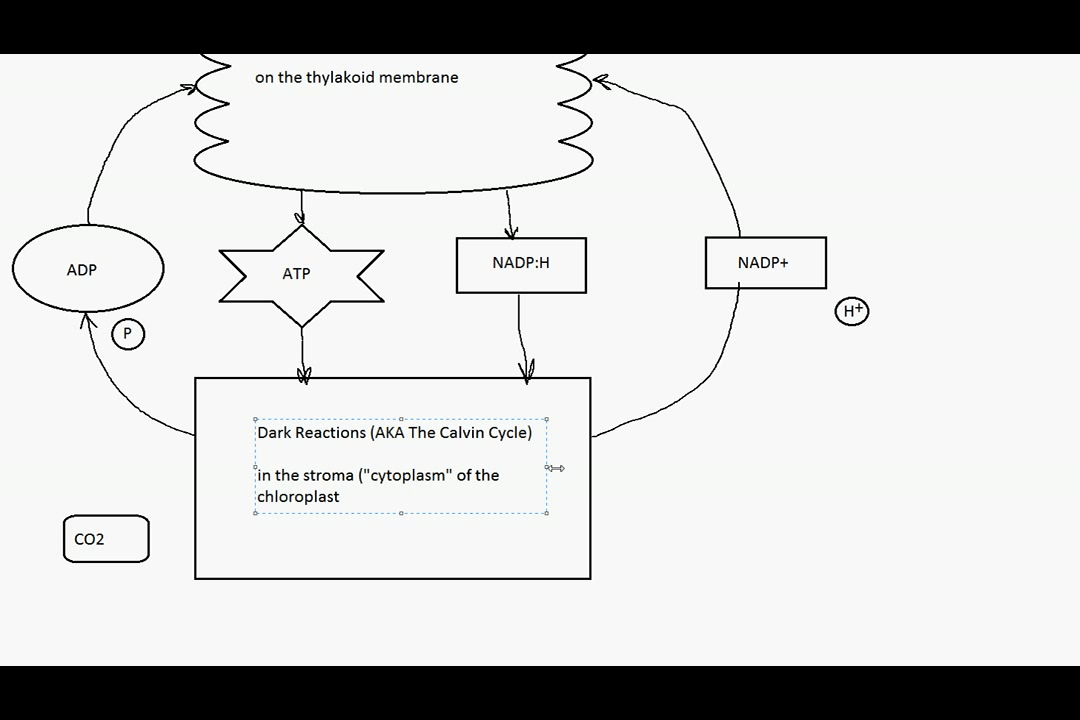 on the thylakoid membrane
ADP
ATP
NADP:H
NADP+
P
H+
Dark Reactions (AKA The Calvin Cycle)
in the stroma ("cytoplasm" of the
chloroplast
CO2